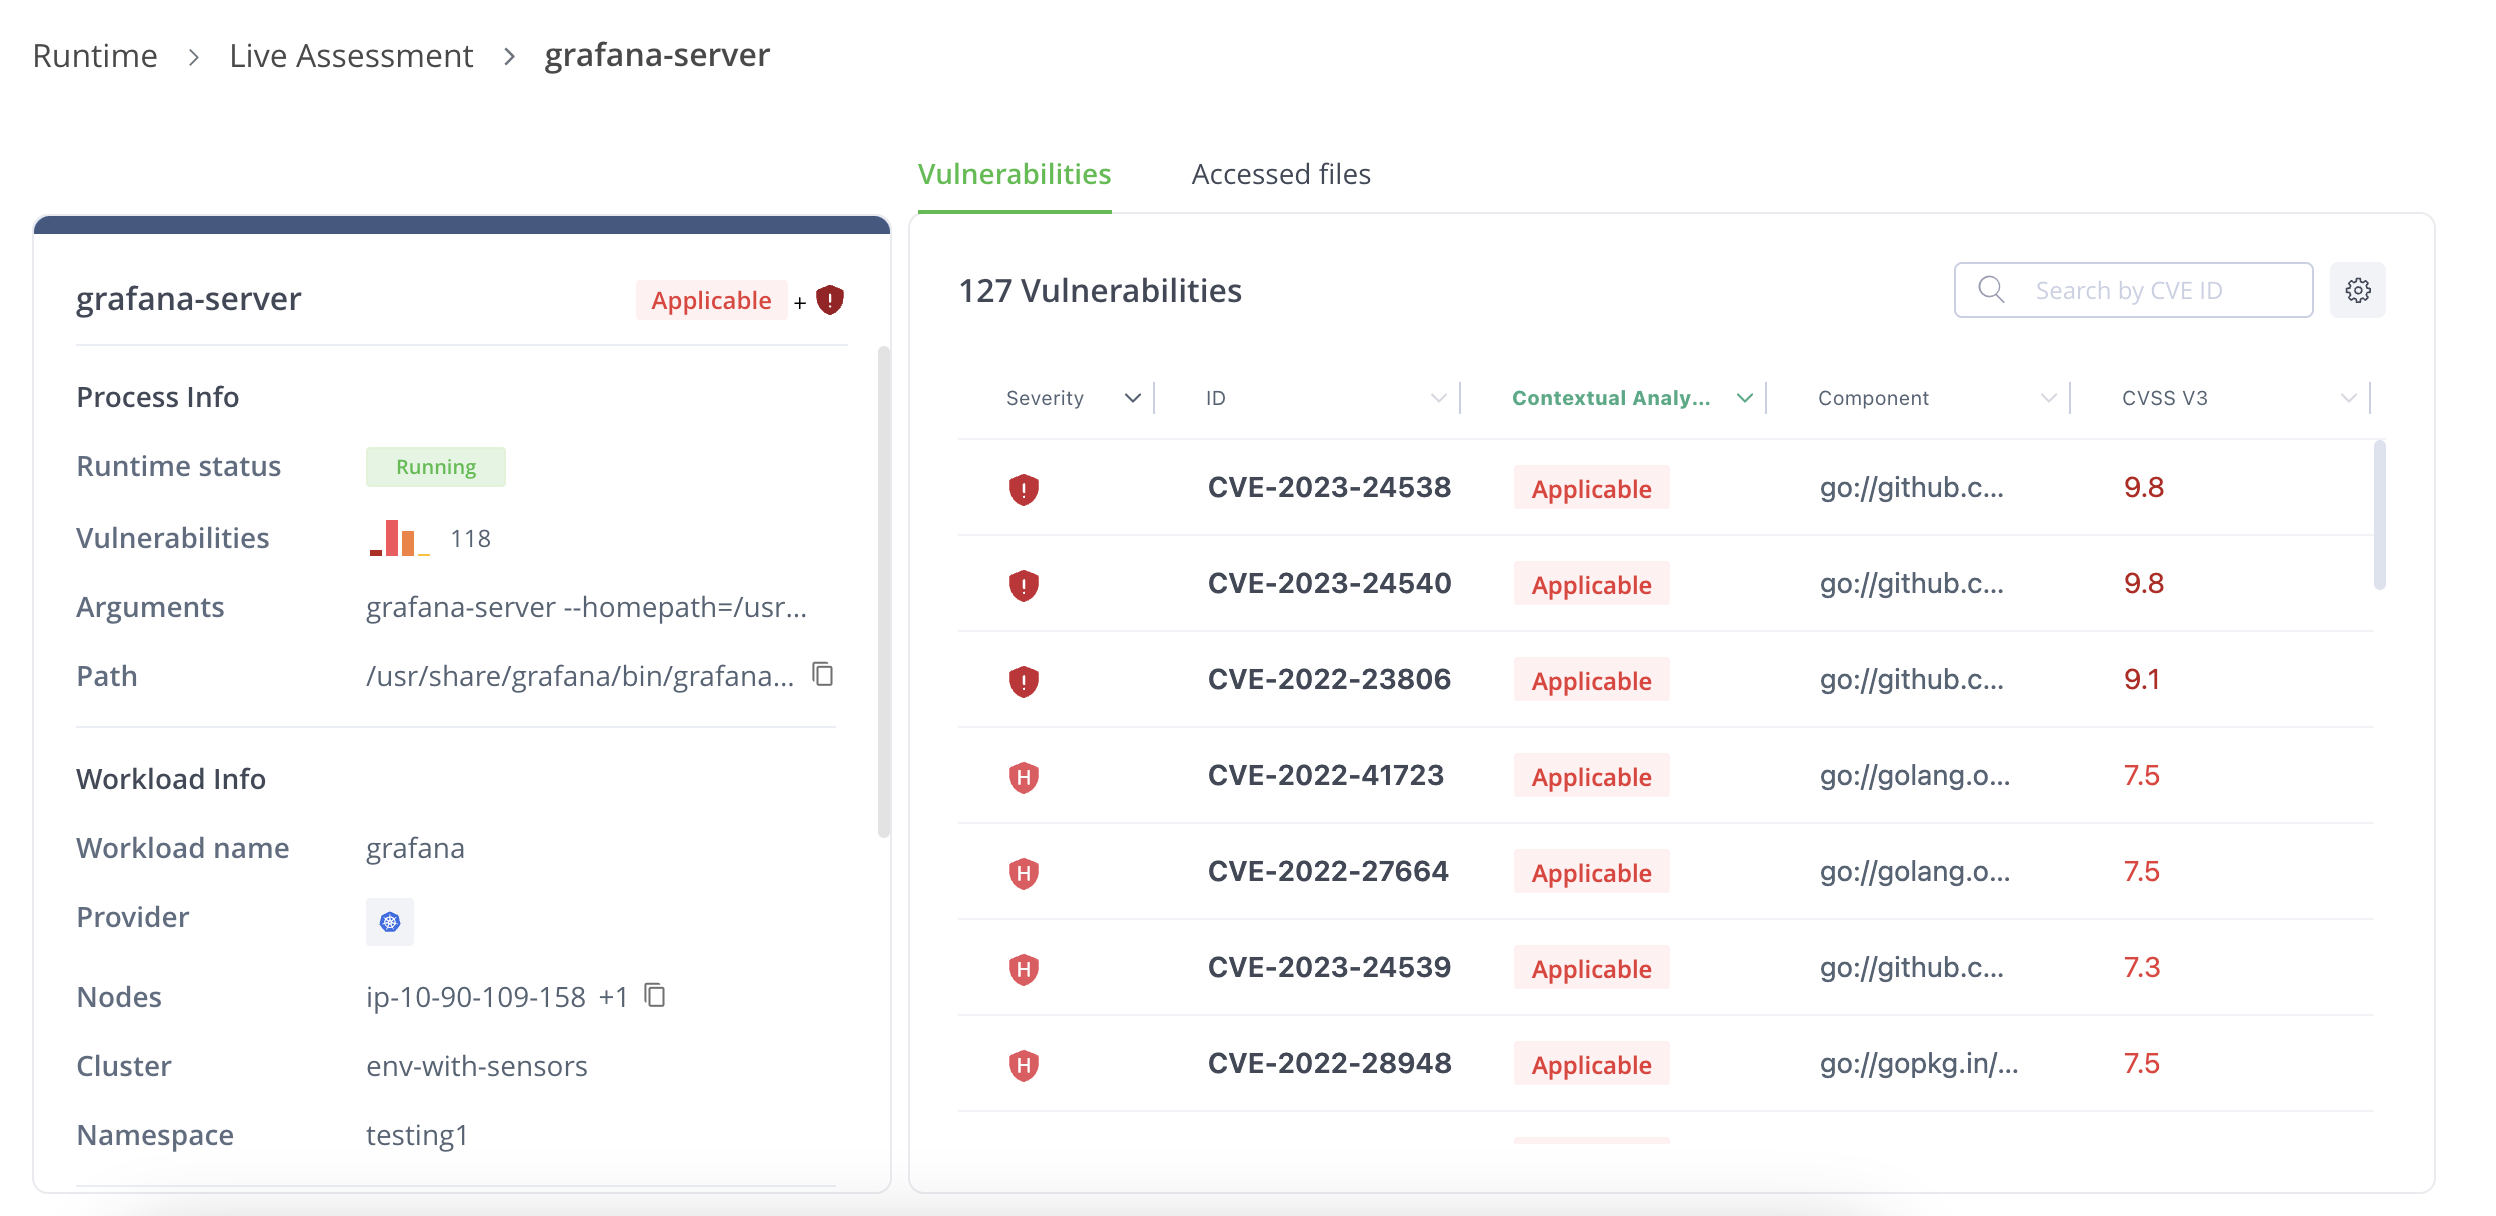 Runtime > Live Assessment > grafana-server
Vulnerabilities Accessed files
grafana-server Applicable + !
Process Info
Runtime status Running
Vulnerabilities 118
Arguments grafana-server --homepath=/usr...
Path /usr/share/grafana/bin/grafana...
Workload Info
Workload name grafana
Provider
Nodes ip-10-90-109-158 +1
Cluster env-with-sensors
Namespace testing1
127 Vulnerabilities Search by CVE ID
Severity ID Contextual Analy... Component CVSS V3
! CVE-2023-24538 Applicable go://github.c... 9.8
! CVE-2023-24540 Applicable go://github.c... 9.8
! CVE-2022-23806 Applicable go://github.c... 9.1
H CVE-2022-41723 Applicable go://golang.o... 7.5
H CVE-2022-27664 Applicable go://golang.o... 7.5
H CVE-2023-24539 Applicable go://github.c... 7.3
H CVE-2022-28948 Applicable go://gopkg.in/... 7.5